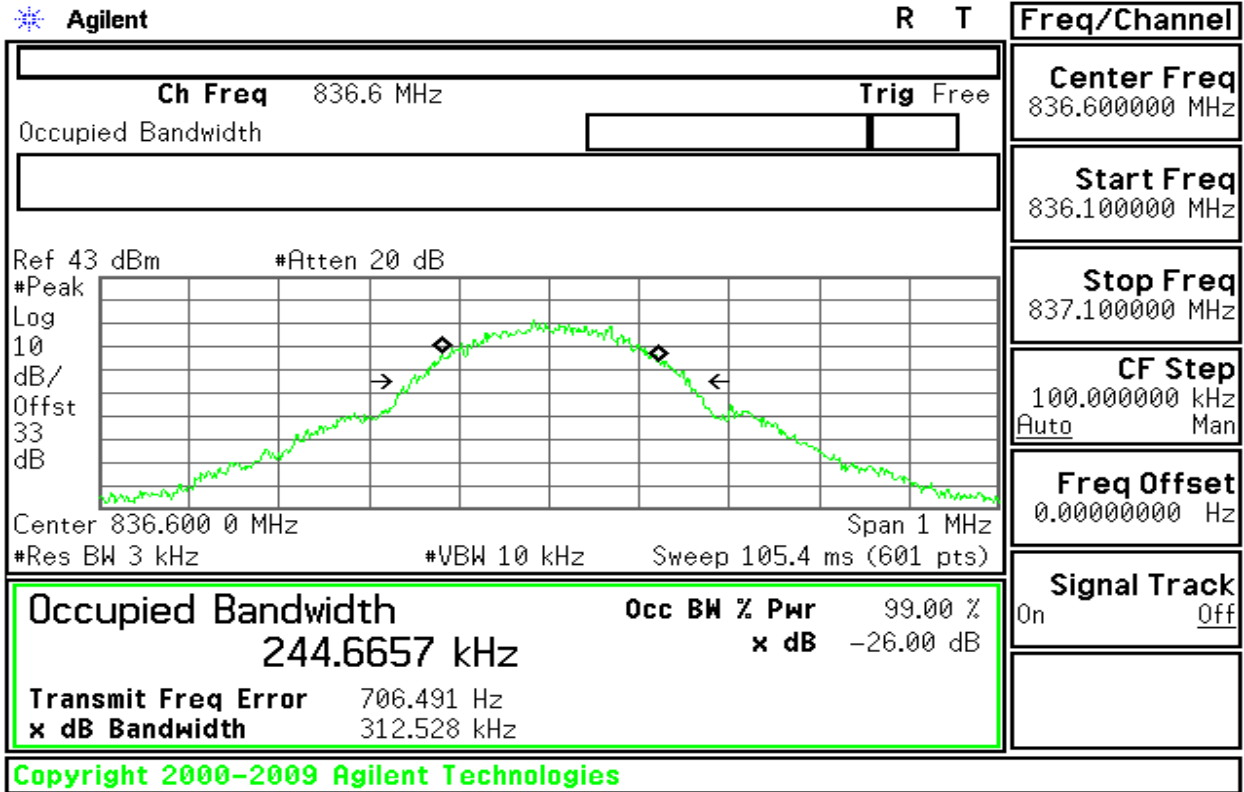 Agilent R T
Freq/Channel
Ch Freq 836.6 MHz Trig Free
Occupied Bandwidth
Ref 43 dBm #Atten 20 dB
#Peak
Log
10
dB/
Offst
33
dB
Center 836.600 0 MHz Span 1 MHz
#Res BW 3 kHz #VBW 10 kHz Sweep 105.4 ms (601 pts)
Occupied Bandwidth
244.6657 kHz
Occ BW % Pwr 99.00 %
x dB -26.00 dB
Transmit Freq Error 706.491 Hz
x dB Bandwidth 312.528 kHz
Center Freq
836.600000 MHz
Start Freq
836.100000 MHz
Stop Freq
837.100000 MHz
CF Step
100.000000 kHz
Auto Man
Freq Offset
0.00000000 Hz
Signal Track
On Off
Copyright 2000-2009 Agilent Technologies